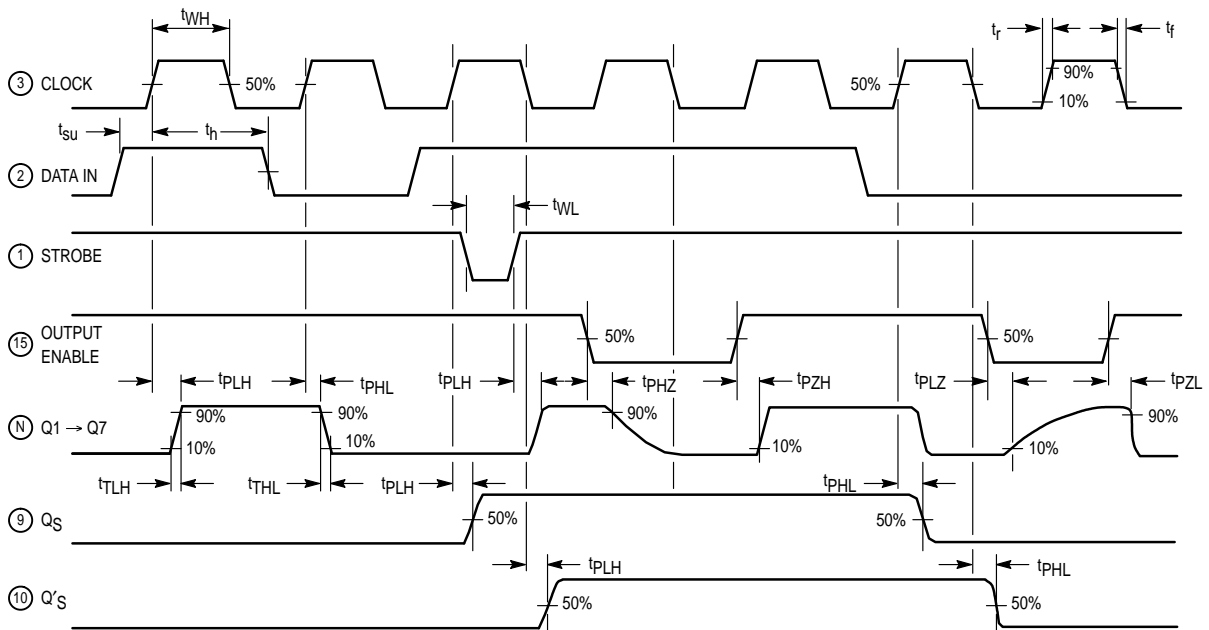 tWH
tr
tf
3 CLOCK
50%
50%
90%
10%
tsu
th
2 DATA IN
tWL
1 STROBE
15 OUTPUT ENABLE
50%
50%
tPLH
tPHL
tPLH
tPHZ
tPZH
tPLZ
tPZL
N Q1 → Q7
90%
10%
90%
10%
90%
10%
10%
90%
tTLH
tTHL
tPLH
tPHL
9 QS
50%
50%
tPLH
tPHL
10 Q′S
50%
50%